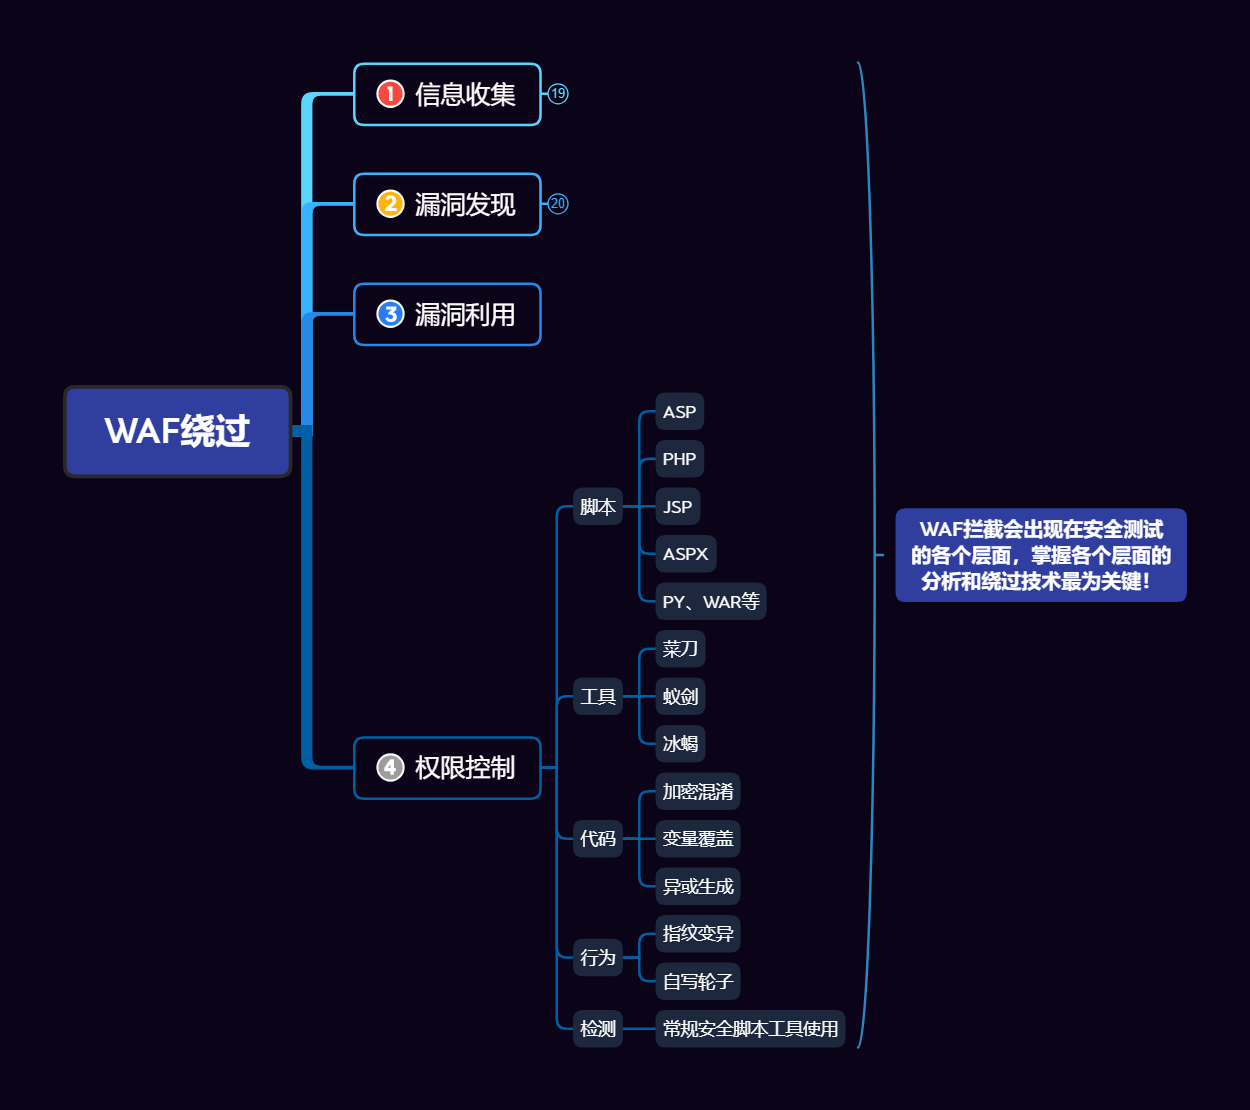 1 信息收集 19
2 漏洞发现 20
3 漏洞利用
WAF绕过
4 权限控制
脚本
ASP
PHP
JSP
ASPX
PY、WAR等
工具
菜刀
蚁剑
冰蝎
代码
加密混淆
变量覆盖
异或生成
行为
指纹变异
自写轮子
检测
常规安全脚本工具使用
WAF拦截会出现在安全测试
的各个层面，掌握各个层面的
分析和绕过技术最为关键！